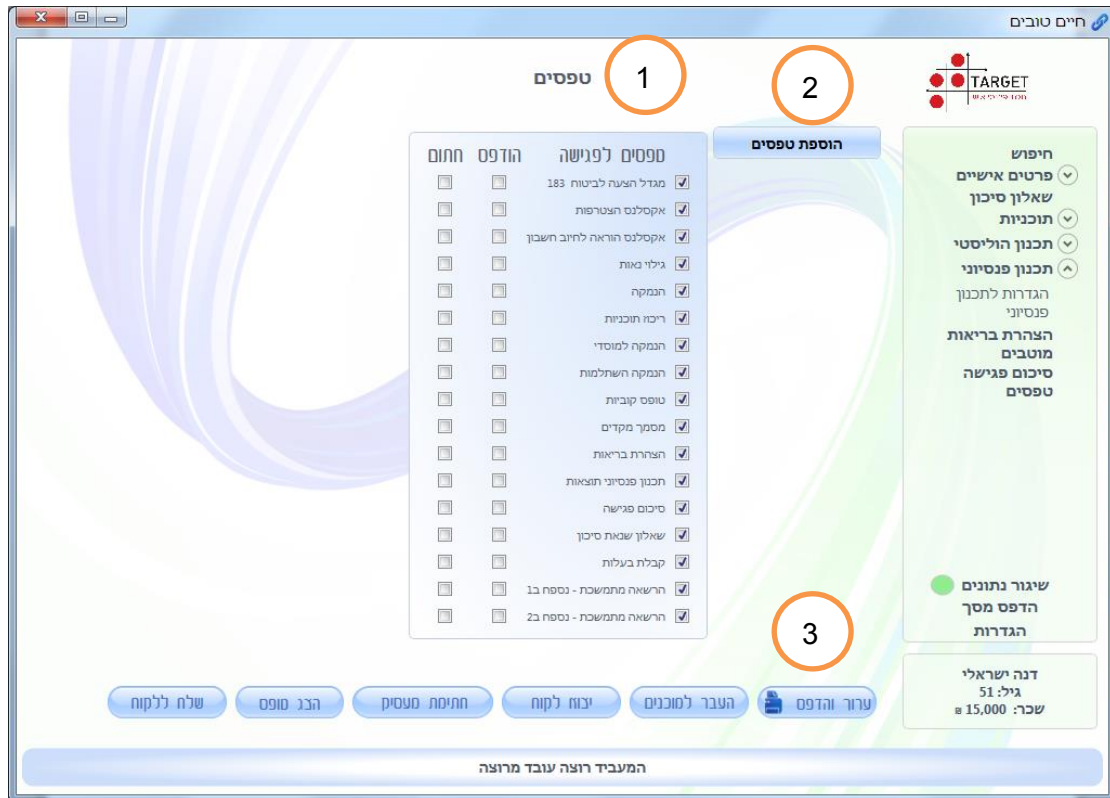 חיים טובים
TARGET
טפסים
1
2
3
הוספת טפסים
טפסים לפגישה הודפס חתום
מגדל הצעה לביטוח 183
אקסלנס הצטרפות
אקסלנס הוראה לחיוב חשבון
גילוי נאות
הנמקה
ריכוז תוכניות
הנמקה למוסדי
הנמקה השתלמות
טופס קוביות
מסמך מקדים
הצהרת בריאות
תכנון פנסיוני תוצאות
סיכום פגישה
שאלון שנאת סיכון
קבלת בעלות
הרשאה מתמשכת - נספח ב1
הרשאה מתמשכת - נספח ב2
חיפוש
פרטים אישיים
שאלון סיכון
תוכניות
תכנון הוליסטי
תכנון פנסיוני
הגדרות לתכנון
פנסיוני
הצהרת בריאות
מוטבים
סיכום פגישה
טפסים
שיגור נתונים
הדפס מסך
הגדרות
דנה ישראלי
גיל: 51
שכר: 15,000 ₪
ערוך והדפס
העבר למוכנים
יצוא לקוח
חתימת מעסיק
הצג טופס
שלח ללקוח
המעביד רוצה עובד מרוצה